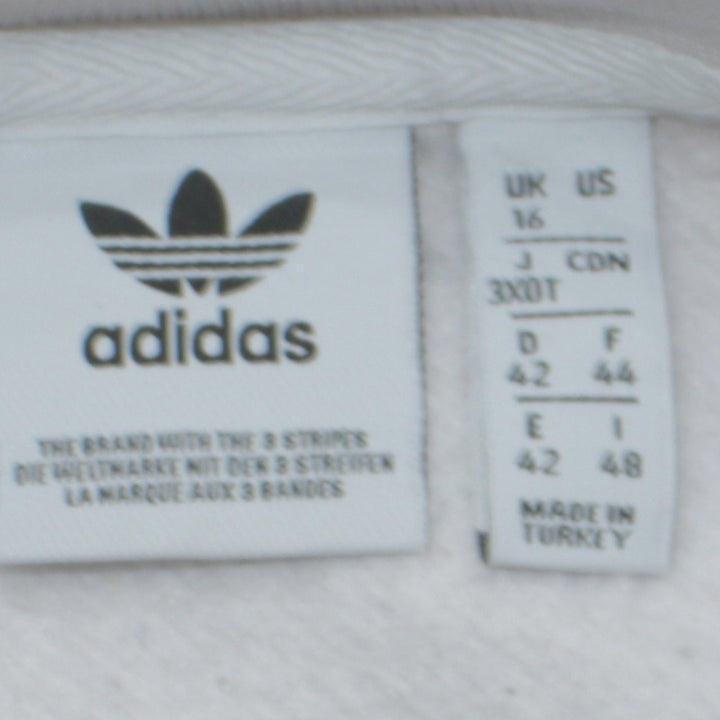 adidas
THE BRAND WITH THE 3 STRIPES
DIE WELTMARKE MIT DEN 3 STREIFEN
LA MARQUE AUX 3 BANDES
UK US
16
J CDN
3XOT
D F
42 44
E I
42 48
MADE IN
TURKEY